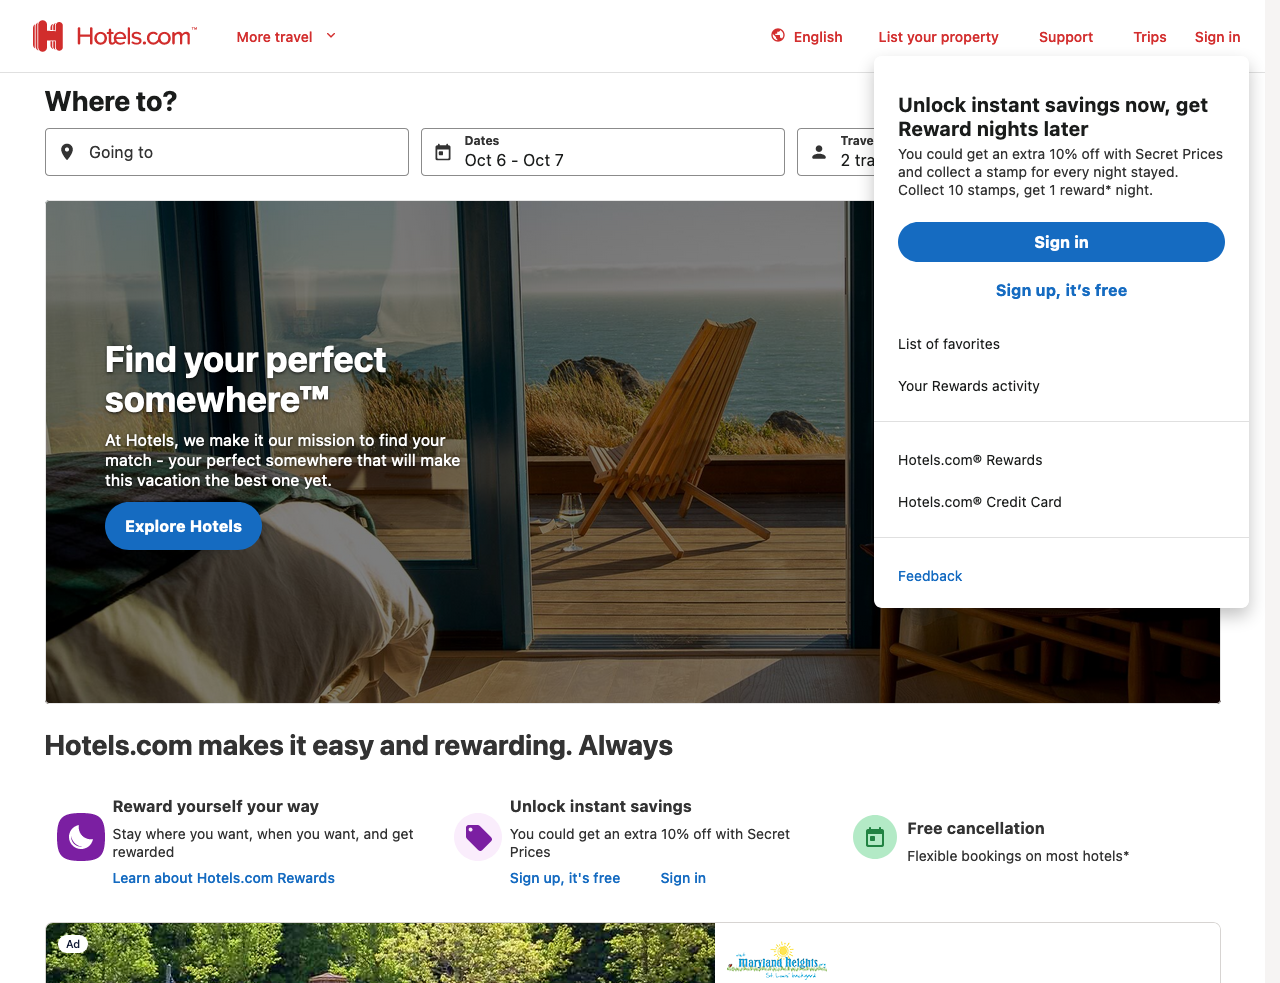 Hotels.com™
More travel
English
List your property
Support
Trips
Sign in
Where to?
Going to
Dates
Oct 6 - Oct 7
Unlock instant savings now, get
Reward nights later
You could get an extra 10% off with Secret Prices
and collect a stamp for every night stayed.
Collect 10 stamps, get 1 reward* night.
Sign in
Sign up, it’s free
List of favorites
Your Rewards activity
Hotels.com® Rewards
Hotels.com® Credit Card
Feedback
Find your perfect
somewhere™
At Hotels, we make it our mission to find your
match - your perfect somewhere that will make
this vacation the best one yet.
Explore Hotels
Hotels.com makes it easy and rewarding. Always
Reward yourself your way
Stay where you want, when you want, and get
rewarded
Learn about Hotels.com Rewards
Unlock instant savings
You could get an extra 10% off with Secret
Prices
Sign up, it's free
Sign in
Free cancellation
Flexible bookings on most hotels*
Ad
Maryland Heights
St. Louis' backyard